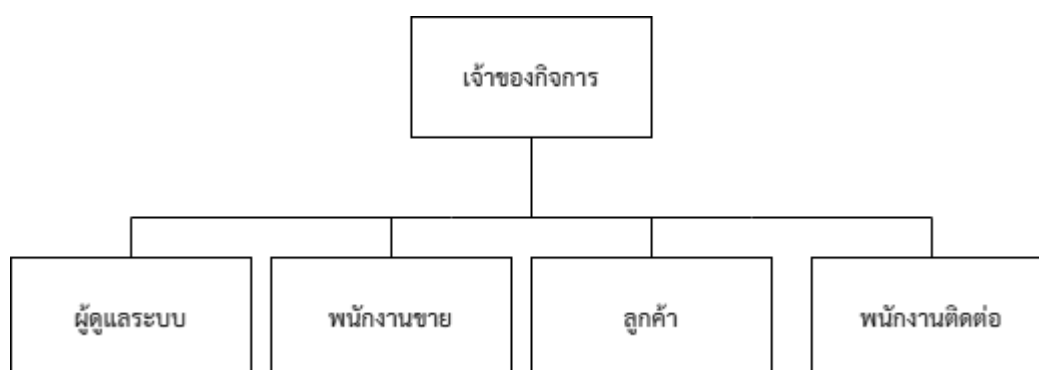 เจ้าของกิจการ
ผู้ดูแลระบบ
พนักงานขาย
ลูกค้า
พนักงานติดต่อ